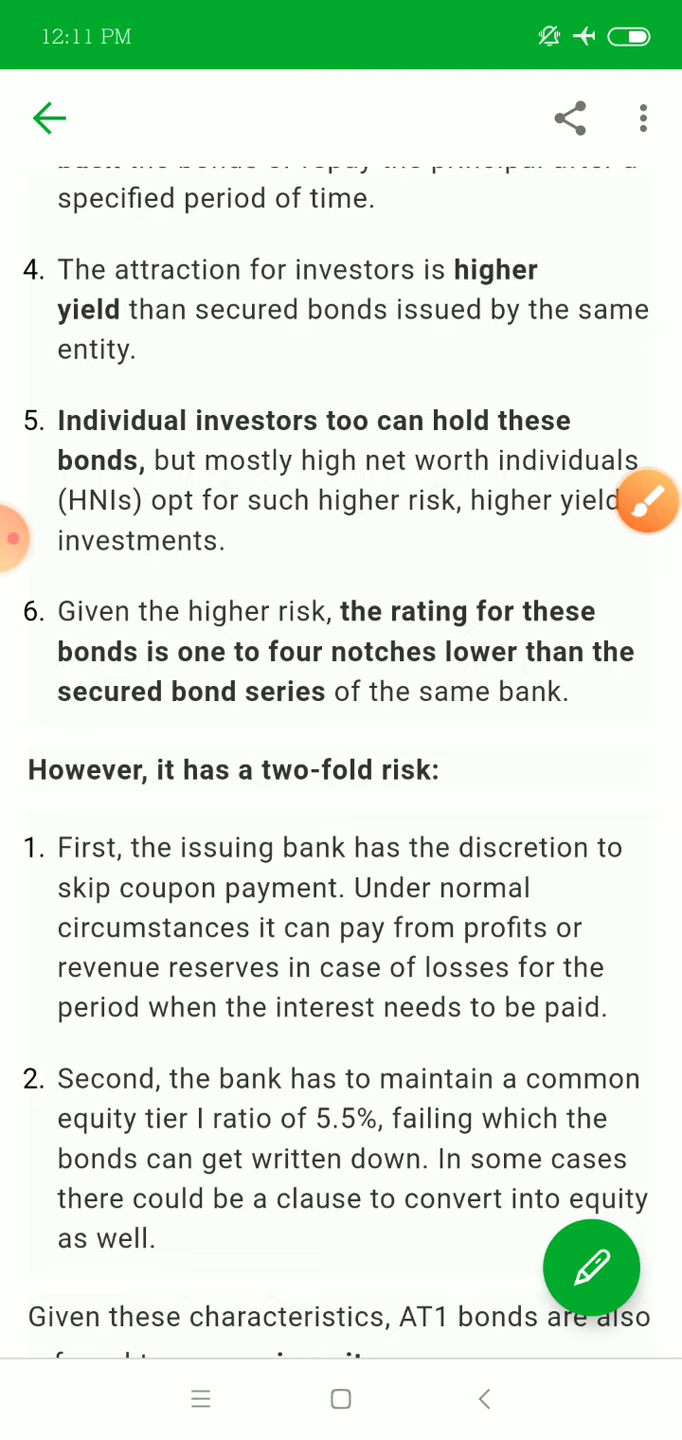 12:11 PM
specified period of time.
4. The attraction for investors is higher
yield than secured bonds issued by the same
entity.
5. Individual investors too can hold these
bonds, but mostly high net worth individuals
(HNIs) opt for such higher risk, higher yield
investments.
6. Given the higher risk, the rating for these
bonds is one to four notches lower than the
secured bond series of the same bank.
However, it has a two-fold risk:
1. First, the issuing bank has the discretion to
skip coupon payment. Under normal
circumstances it can pay from profits or
revenue reserves in case of losses for the
period when the interest needs to be paid.
2. Second, the bank has to maintain a common
equity tier I ratio of 5.5%, failing which the
bonds can get written down. In some cases
there could be a clause to convert into equity
as well.
Given these characteristics, AT1 bonds are also